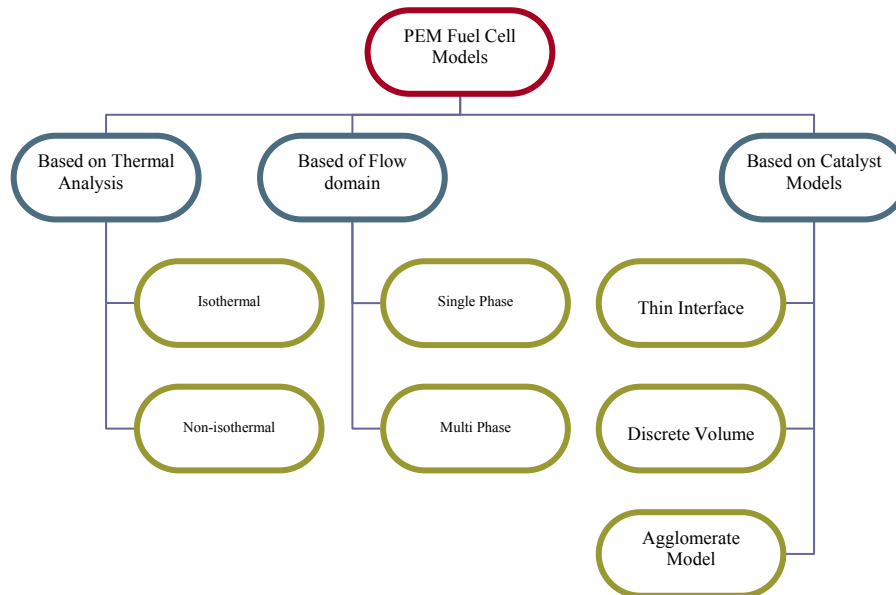 PEM Fuel Cell
Models
Based on Thermal
Analysis
Based of Flow
domain
Based on Catalyst
Models
Isothermal
Single Phase
Thin Interface
Non-isothermal
Multi Phase
Discrete Volume
Agglomerate
Model